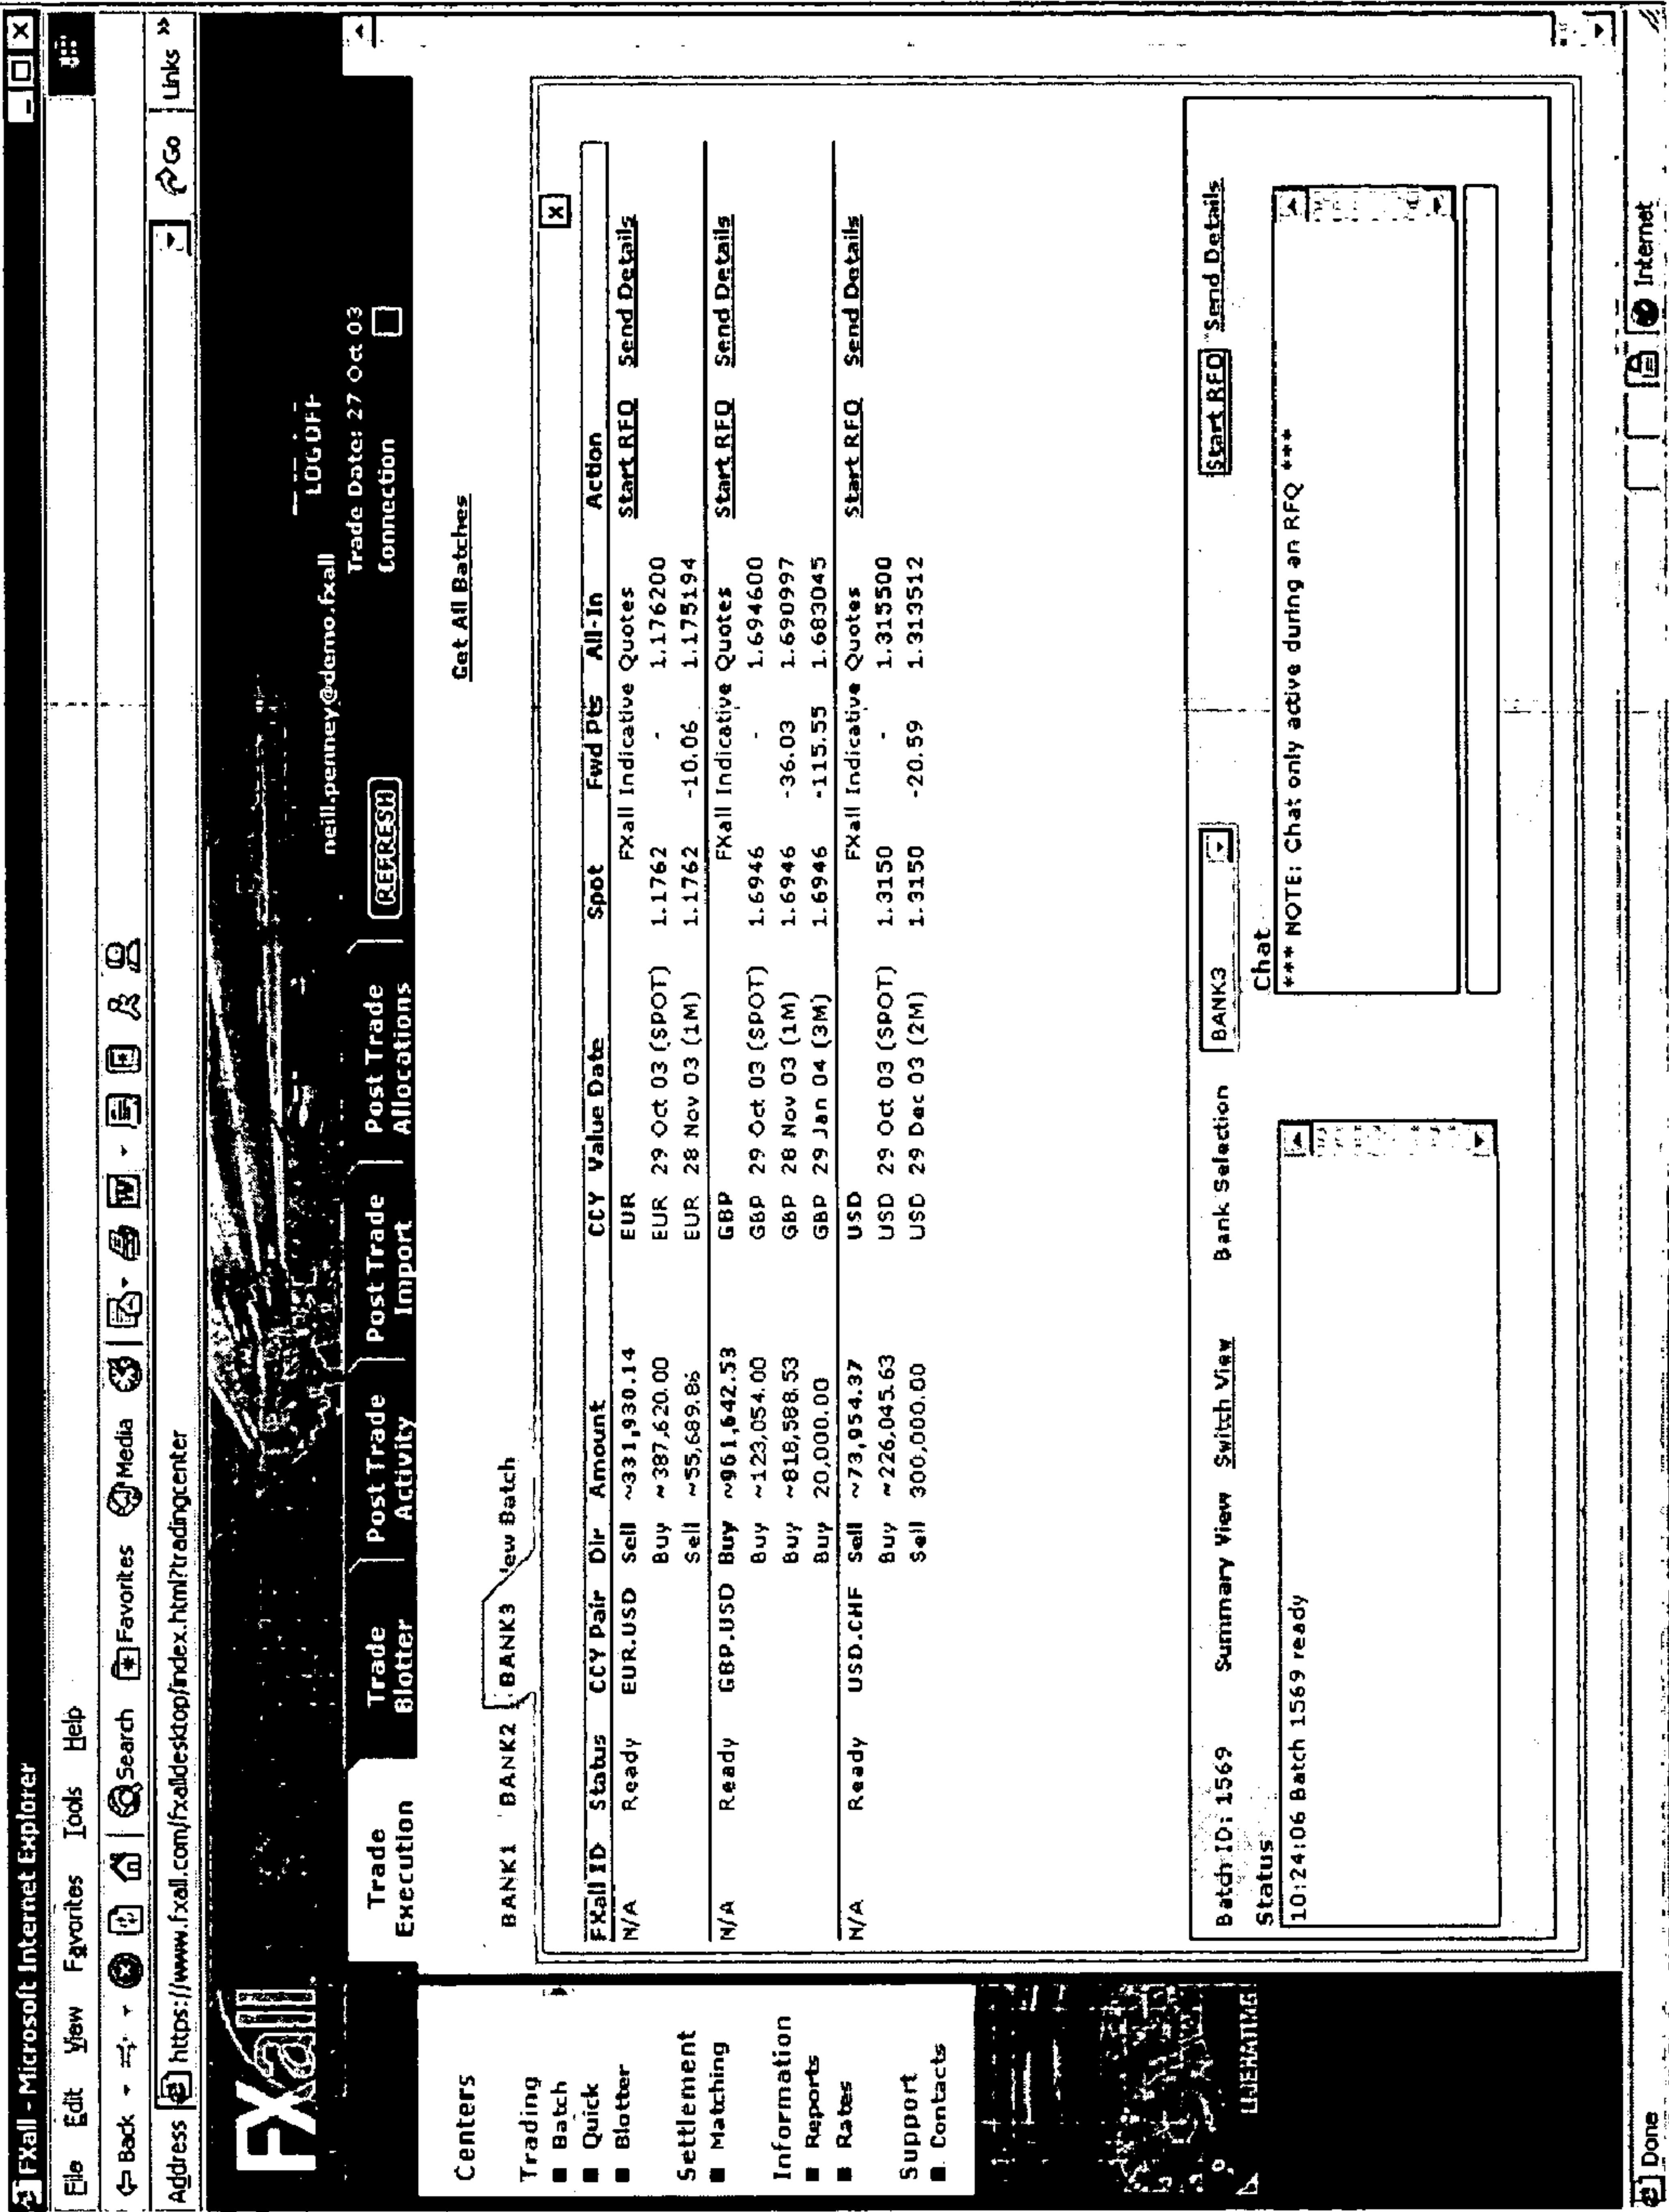 FXall - Microsoft Internet Explorer
File Edit View Favorites Tools Help
Back Search Favorites Media
Address https://www.fxall.com/fxalldesktop/index.html?tradingcenter Go Links »
FXall
neill.penney@demo.fxall LOGOFF
Trade Execution
Trade Blotter
Post Trade Activity
Post Trade Import
Post Trade Allocations
REFRESH
Trade Date: 27 Oct 03
Connection
Centers
Trading
Batch
Quick
Blotter
Settlement
Matching
Information
Reports
Rates
Support
Contacts
Get All Batches
BANK1 BANK2 BANK3 New Batch
FXall ID Status CCY Pair Dir Amount CCY Value Date Spot Fwd Pts All-In Action
N/A Ready EUR.USD Sell ~331,930.14 EUR FXall Indicative Quotes Start RFQ Send Details
Buy ~387,620.00 EUR 29 Oct 03 (SPOT) 1.1762 - 1.176200
Sell ~55,689.86 EUR 28 Nov 03 (1M) 1.1762 -10.06 1.175194
N/A Ready GBP.USD Buy ~961,642.53 GBP FXall Indicative Quotes Start RFQ Send Details
Buy ~123,054.00 GBP 29 Oct 03 (SPOT) 1.6946 - 1.694600
Buy ~818,588.53 GBP 28 Nov 03 (1M) 1.6946 -36.03 1.690997
Buy 20,000.00 GBP 29 Jan 04 (3M) 1.6946 -115.55 1.683045
N/A Ready USD.CHF Sell ~73,954.37 USD FXall Indicative Quotes Start RFQ Send Details
Buy ~226,045.63 USD 29 Oct 03 (SPOT) 1.3150 - 1.315500
Sell 300,000.00 USD 29 Dec 03 (2M) 1.3150 -20.59 1.313512
Batch ID: 1569 Summary View Switch View Bank Selection BANK3 Start RFQ Send Details
Status
10:24:06 Batch 1569 ready
Chat
*** NOTE: Chat only active during an RFQ ***
Done Internet